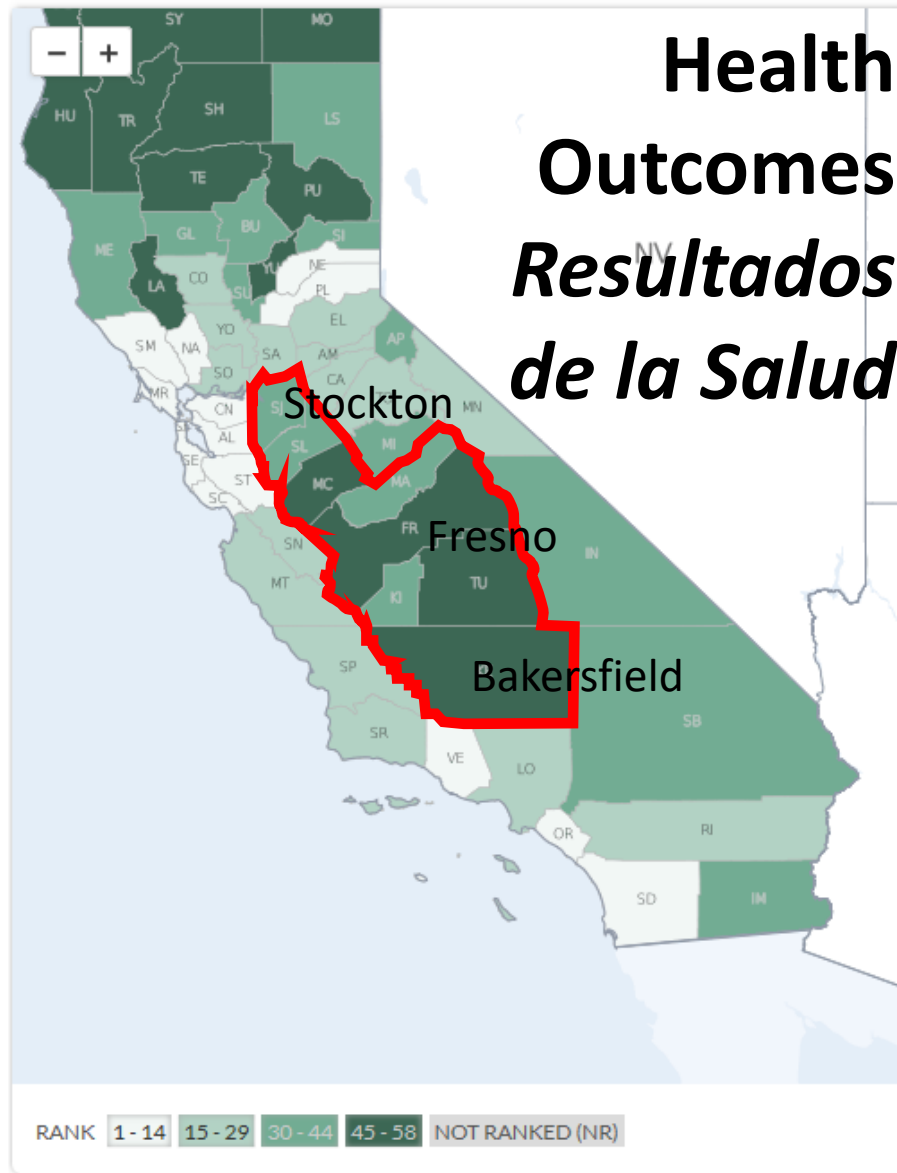 − +
Health
Outcomes
Resultados
de la Salud
NV
SY MO
HU TR SH LS
TE PU
ME GL BU SI
LA CO SU YU NE
PL
YO EL
SM NA SO SA AM AP
CA
MR CN Stockton MN
AL SL MI
SE ST MC MA
SC
SN FR Fresno IN
MT KI TU
SP Bakersfield
SR SB
VE LO
OR RI
SD IM
RANK 1 - 14 15 - 29 30 - 44 45 - 58 NOT RANKED (NR)